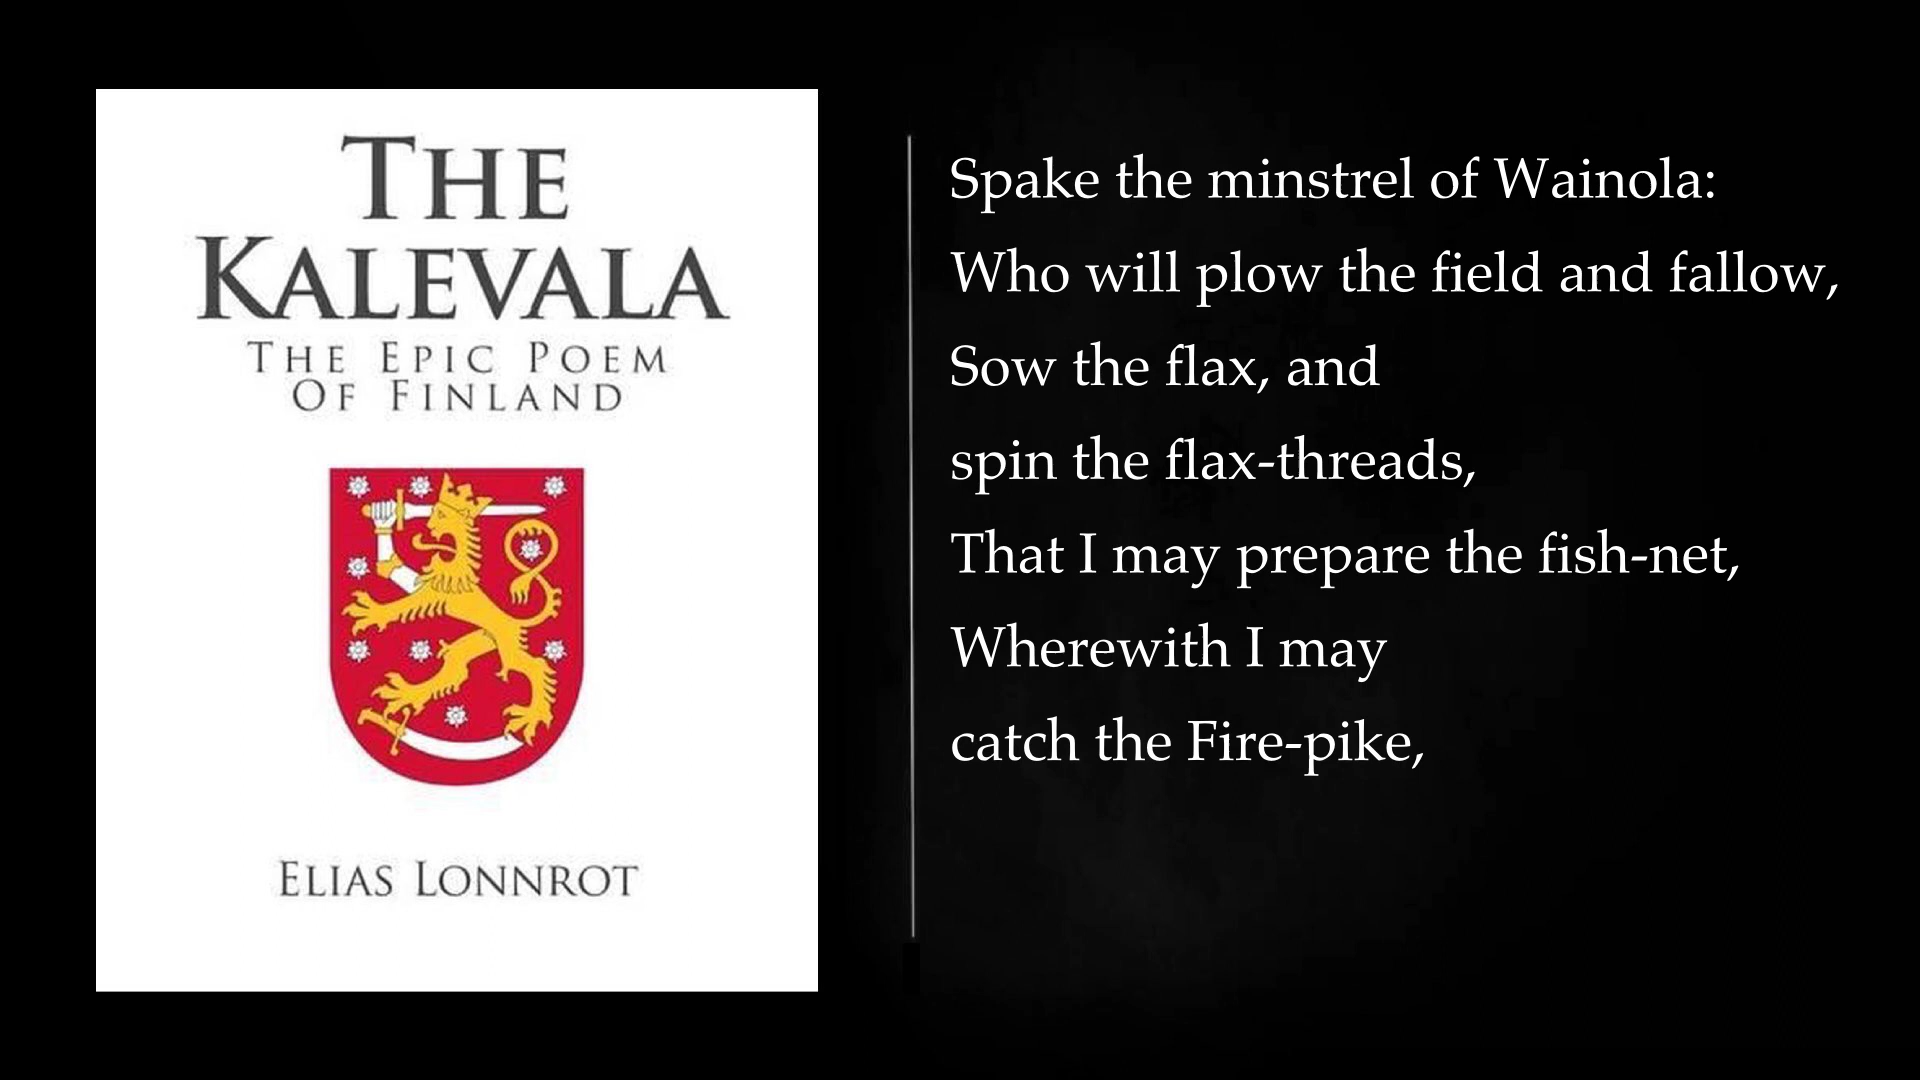 THE
KALEVALA
THE EPIC POEM
OF FINLAND
ELIAS LONNROT
Spake the minstrel of Wainola:
Who will plow the field and fallow,
Sow the flax, and
spin the flax-threads,
That I may prepare the fish-net,
Wherewith I may
catch the Fire-pike,